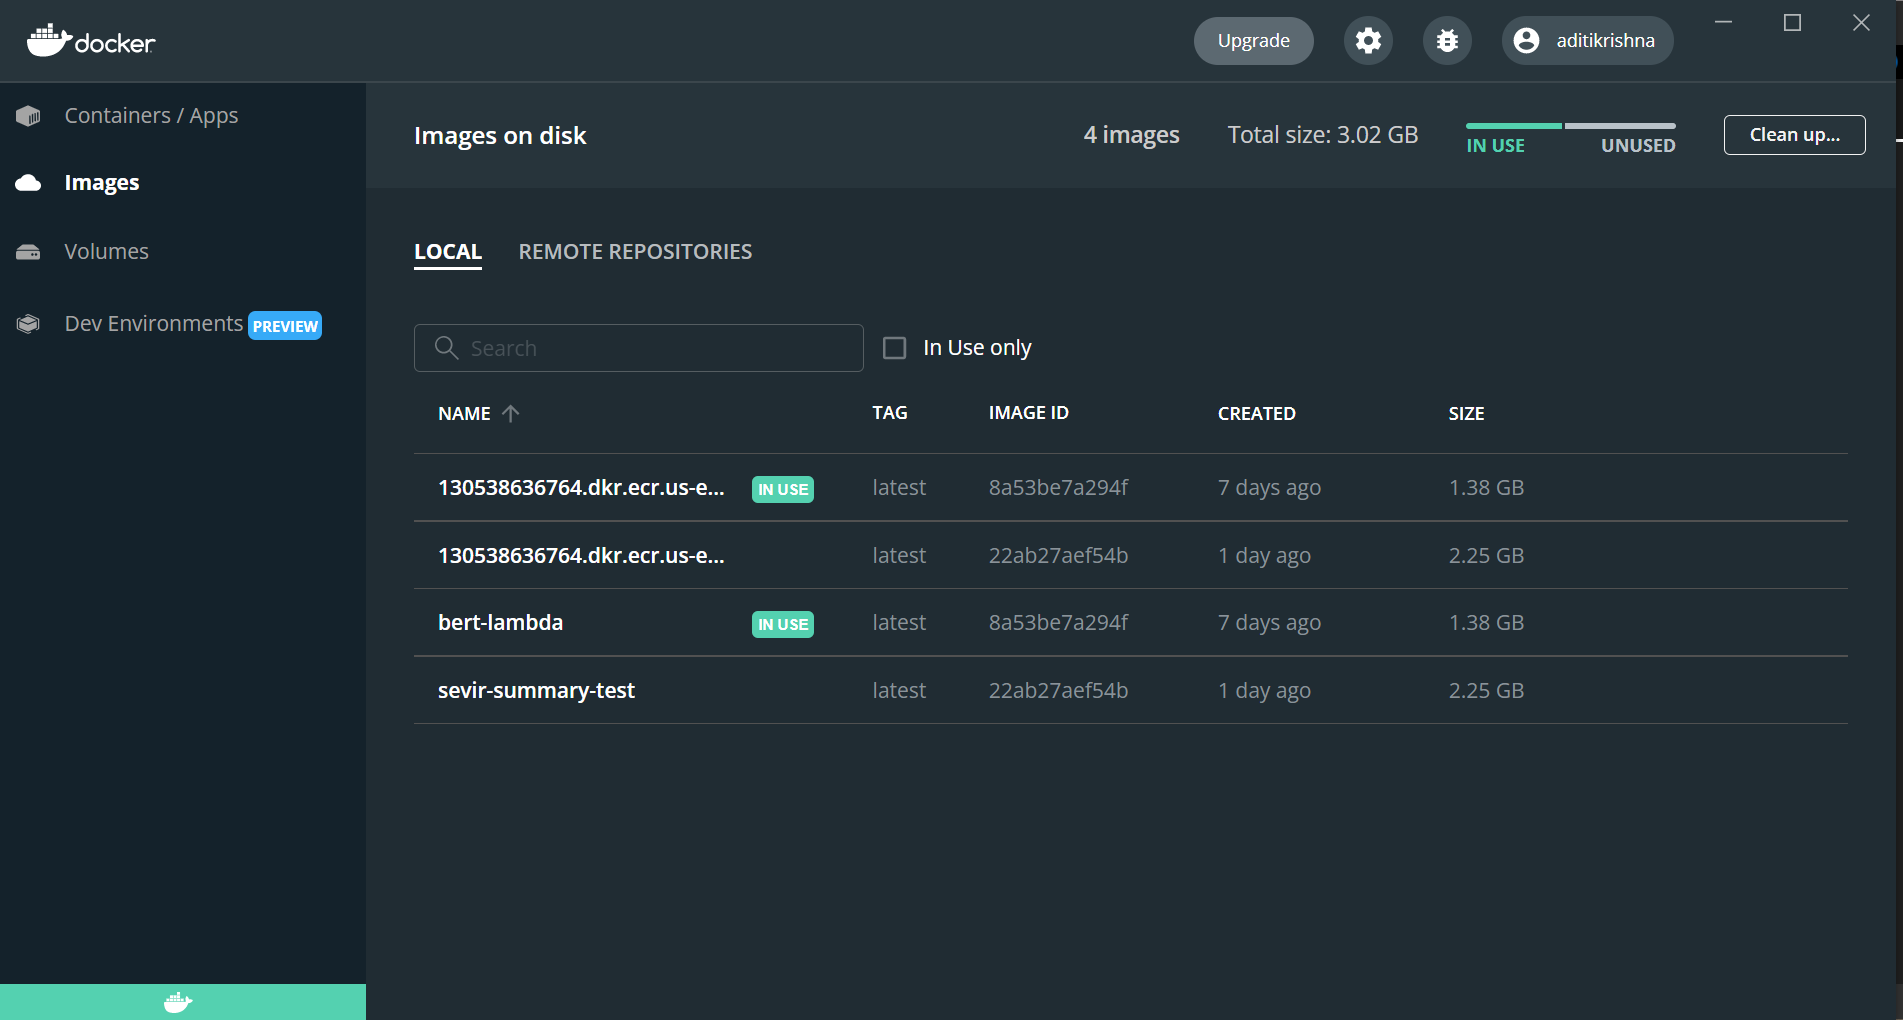 docker
Upgrade
aditikrishna
Containers / Apps
Images
Volumes
Dev Environments PREVIEW
Images on disk
4 images
Total size: 3.02 GB
IN USE UNUSED
Clean up...
LOCAL REMOTE REPOSITORIES
Search
In Use only
NAME TAG IMAGE ID CREATED SIZE
130538636764.dkr.ecr.us-e... IN USE latest 8a53be7a294f 7 days ago 1.38 GB
130538636764.dkr.ecr.us-e... latest 22ab27aef54b 1 day ago 2.25 GB
bert-lambda IN USE latest 8a53be7a294f 7 days ago 1.38 GB
sevir-summary-test latest 22ab27aef54b 1 day ago 2.25 GB